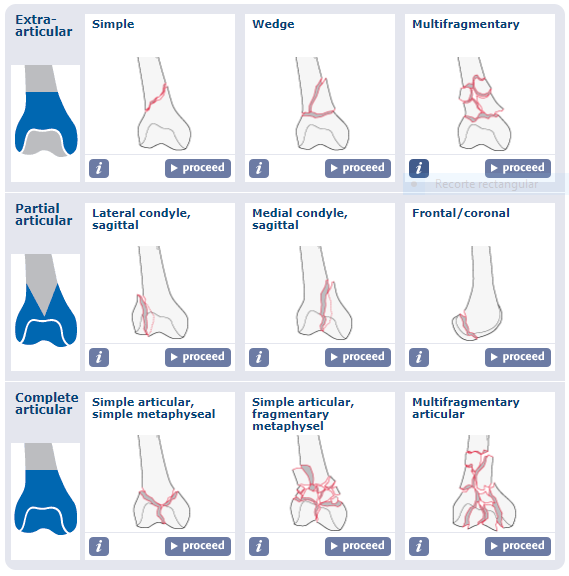 Extra-
articular
Simple
Wedge
Multifragmentary
i
proceed
i
proceed
i
proceed
Recorte rectangular
Partial
articular
Lateral condyle,
sagittal
Medial condyle,
sagittal
Frontal/coronal
i
proceed
i
proceed
i
proceed
Complete
articular
Simple articular,
simple metaphyseal
Simple articular,
fragmentary
metaphysel
Multifragmentary
articular
i
proceed
i
proceed
i
proceed